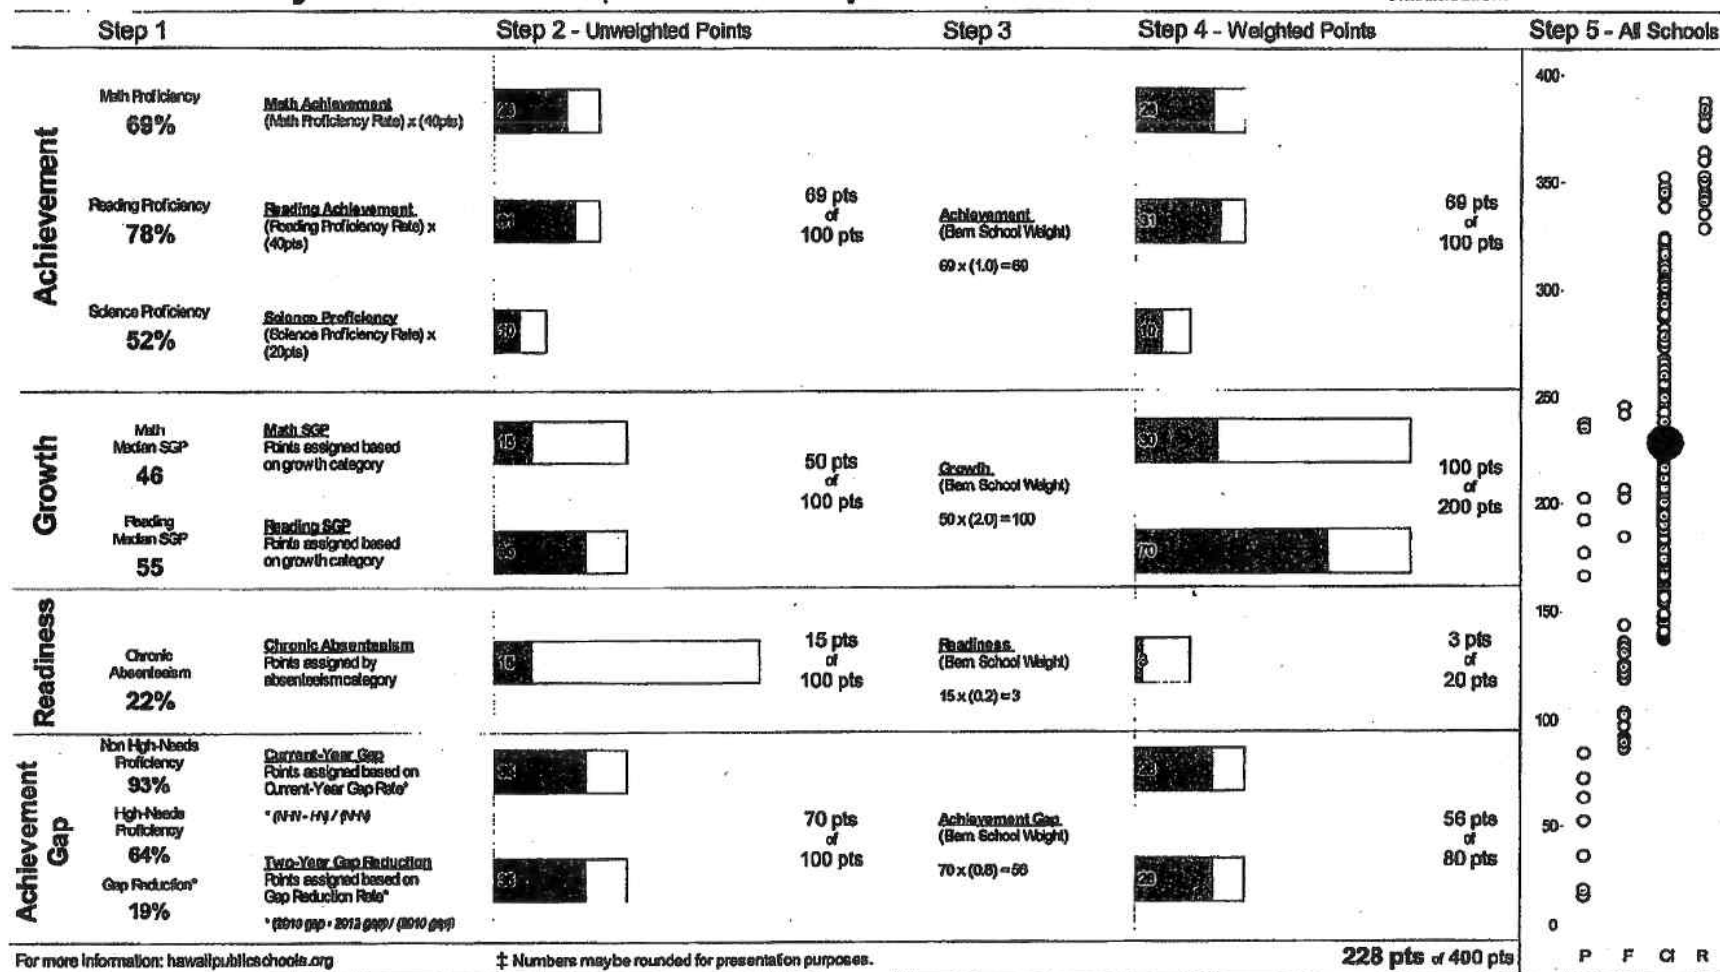 Step 1
Step 2 - Unweighted Points
Step 3
Step 4 - Weighted Points
Step 5 - All Schools
Achievement
Math Proficiency
69%
Math Achievement
(Math Proficiency Rate) x (40pts)
28
28
Reading Proficiency
78%
Reading Achievement
(Reading Proficiency Rate) x
(40pts)
31
69 pts
of
100 pts
Achievement
(Elem School Weight)
69 x (1.0) = 69
31
69 pts
of
100 pts
Science Proficiency
52%
Science Proficiency
(Science Proficiency Rate) x
(20pts)
10
10
Growth
Math
Median SGP
46
Math SGP
Points assigned based
on growth category
15
50 pts
of
100 pts
Growth
(Elem School Weight)
50 x (2.0) = 100
30
100 pts
of
200 pts
Reading
Median SGP
55
Reading SGP
Points assigned based
on growth category
35
70
Readiness
Chronic
Absenteeism
22%
Chronic Absenteeism
Points assigned by
absenteeism category
15
15 pts
of
100 pts
Readiness
(Elem School Weight)
15 x (0.2) = 3
3
3 pts
of
20 pts
Achievement
Gap
Non High-Needs
Proficiency
93%
High-Needs
Proficiency
64%
Gap Reduction*
19%
Current-Year Gap
Points assigned based on
Current-Year Gap Rate*
* (NHN - HN) / (NHN)
Two-Year Gap Reduction
Points assigned based on
Gap Reduction Rate*
* (2010 gap - 2012 gap) / (2010 gap)
35
35
70 pts
of
100 pts
Achievement Gap
(Elem School Weight)
70 x (0.8) = 56
28
28
56 pts
of
80 pts
400
350
300
250
200
150
100
50
0
P F CI R
For more information: hawaiipublicschools.org
‡ Numbers maybe rounded for presentation purposes.
228 pts of 400 pts